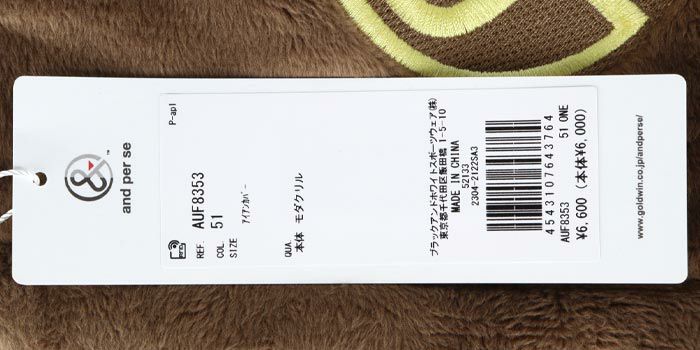 and per se
™
P-apl
REF. AUF8353
COL. 51
SIZE
アイアンカバー
QUA.
本体 モダクリル
ブラックアンドホワイトスポーツウェア(株)
東京都千代田区飯田橋 1-5-10
MADE IN CHINA
52133
2304-2122SA3
4543107643764
AUF8353 51 ONE
¥6,600 (本体¥6,000)
www.goldwin.co.jp/andperse/